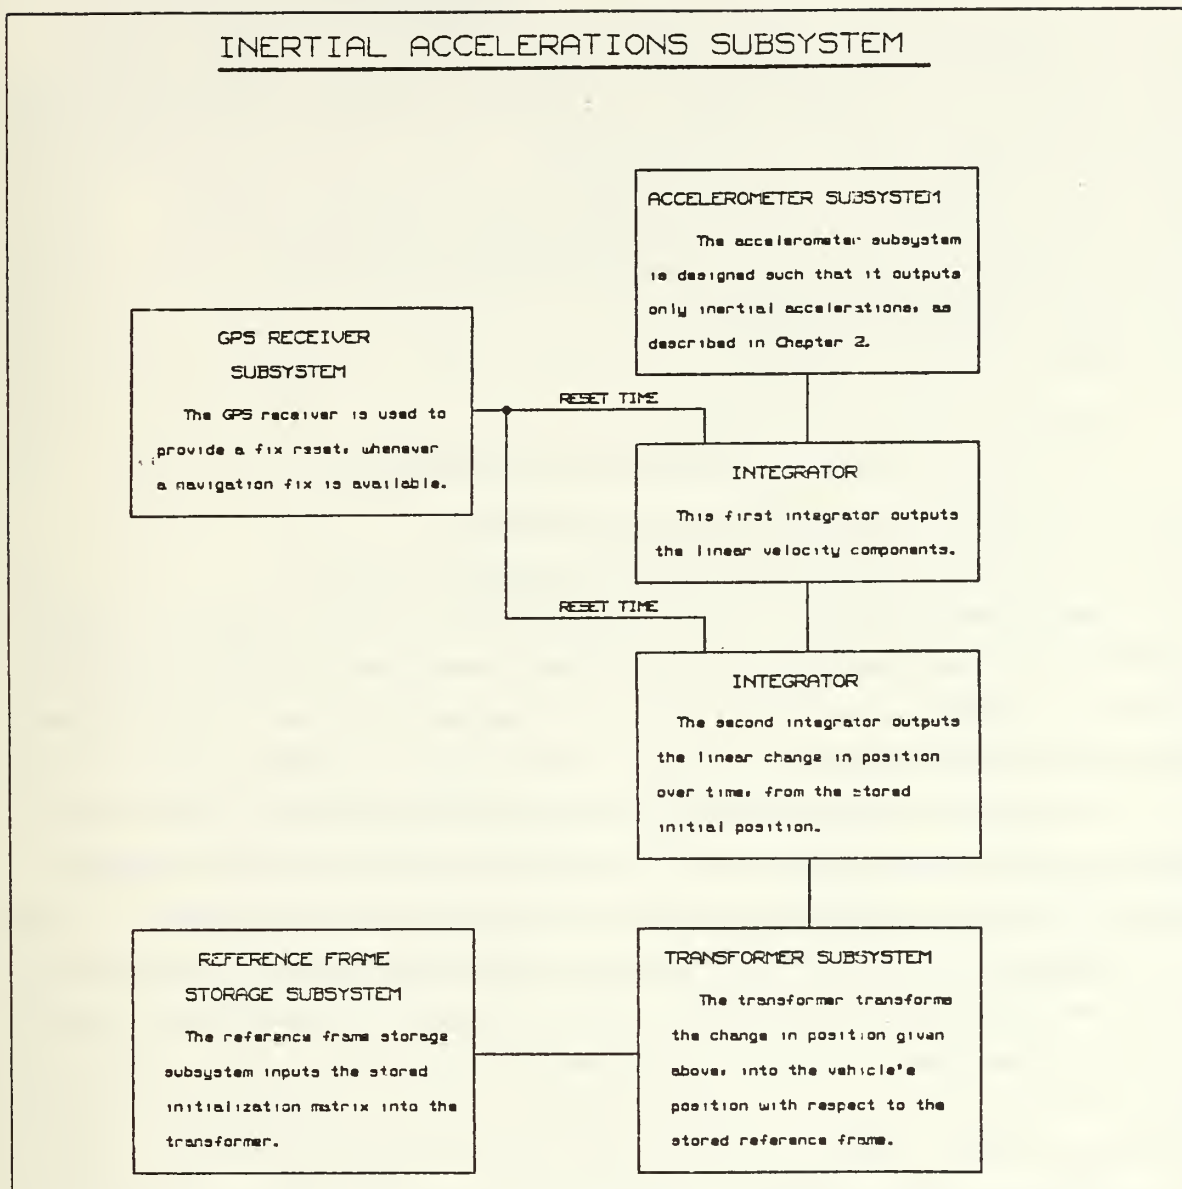 INERTIAL ACCELERATIONS SUBSYSTEM
ACCELEROMETER SUBSYSTEM
The accelerometer subsystem
is designed such that it outputs
only inertial accelerations, as
described in Chapter 2.
GPS RECEIVER
SUBSYSTEM
The GPS receiver is used to
provide a fix reset, whenever
a navigation fix is available.
RESET TIME
INTEGRATOR
This first integrator outputs
the linear velocity components.
RESET TIME
INTEGRATOR
The second integrator outputs
the linear change in position
over time, from the stored
initial position.
REFERENCE FRAME
STORAGE SUBSYSTEM
The reference frame storage
subsystem inputs the stored
initialization matrix into the
transformer.
TRANSFORMER SUBSYSTEM
The transformer transforms
the change in position given
above, into the vehicle's
position with respect to the
stored reference frame.